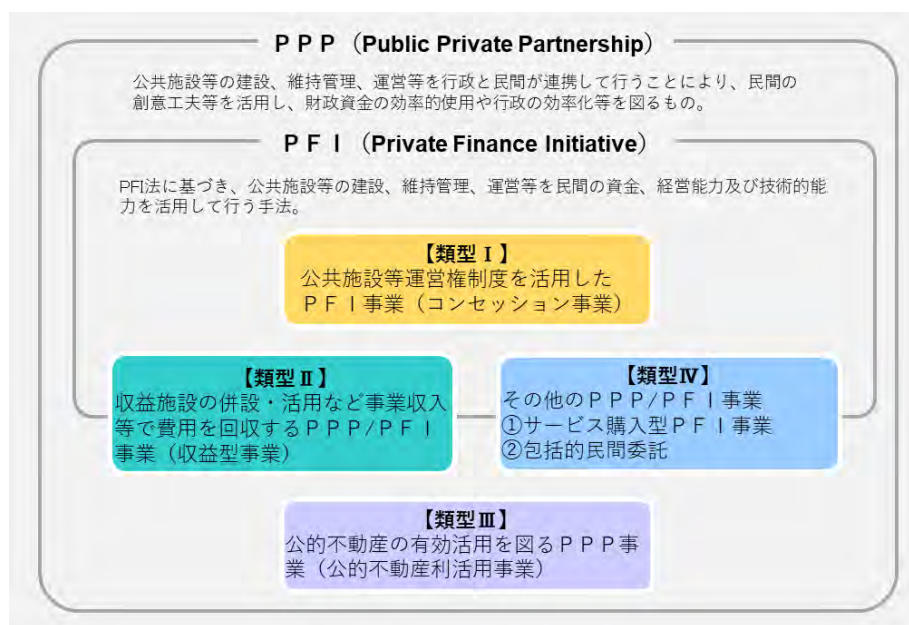 ＰＰＰ（Public Private Partnership）
公共施設等の建設、維持管理、運営等を行政と民間が連携して行うことにより、民間の
創意工夫等を活用し、財政資金の効率的使用や行政の効率化等を図るもの。
ＰＦＩ（Private Finance Initiative）
PFI法に基づき、公共施設等の建設、維持管理、運営等を民間の資金、経営能力及び技術的能
力を活用して行う手法。
【類型Ⅰ】
公共施設等運営権制度を活用した
ＰＦＩ事業（コンセッション事業）
【類型Ⅱ】
収益施設の併設・活用など事業収入
等で費用を回収するＰＰＰ/ＰＦＩ
事業（収益型事業）
【類型Ⅳ】
その他のＰＰＰ/ＰＦＩ事業
①サービス購入型ＰＦＩ事業
②包括的民間委託
【類型Ⅲ】
公的不動産の有効活用を図るＰＰＰ事
業（公的不動産利活用事業）